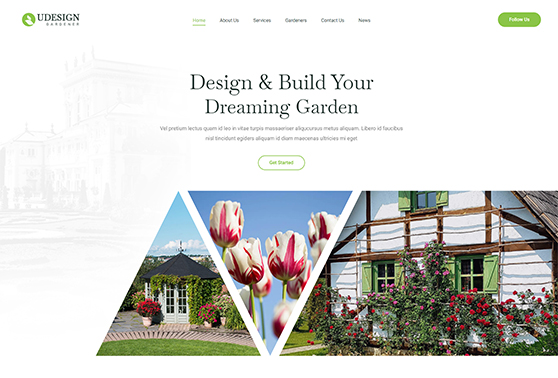 UDESIGN
GARDENER
Home
About Us
Services
Gardeners
Contact Us
News
Follow Us
Design & Build Your
Dreaming Garden
Vel pretium lectus quam id leo in vitae turpis massaeriser aliqucursus metus aliquam. Libero id faucibus
nisl tincidunt egiders aliquam id diam maecenas ultricies mi eget
Get Started